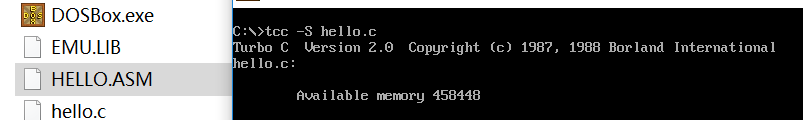 DOSBox.exe
EMU.LIB
HELLO.ASM
hello.c
C:\>tcc -S hello.c
Turbo C  Version 2.0  Copyright (c) 1987, 1988 Borland International
hello.c:
Available memory 458448